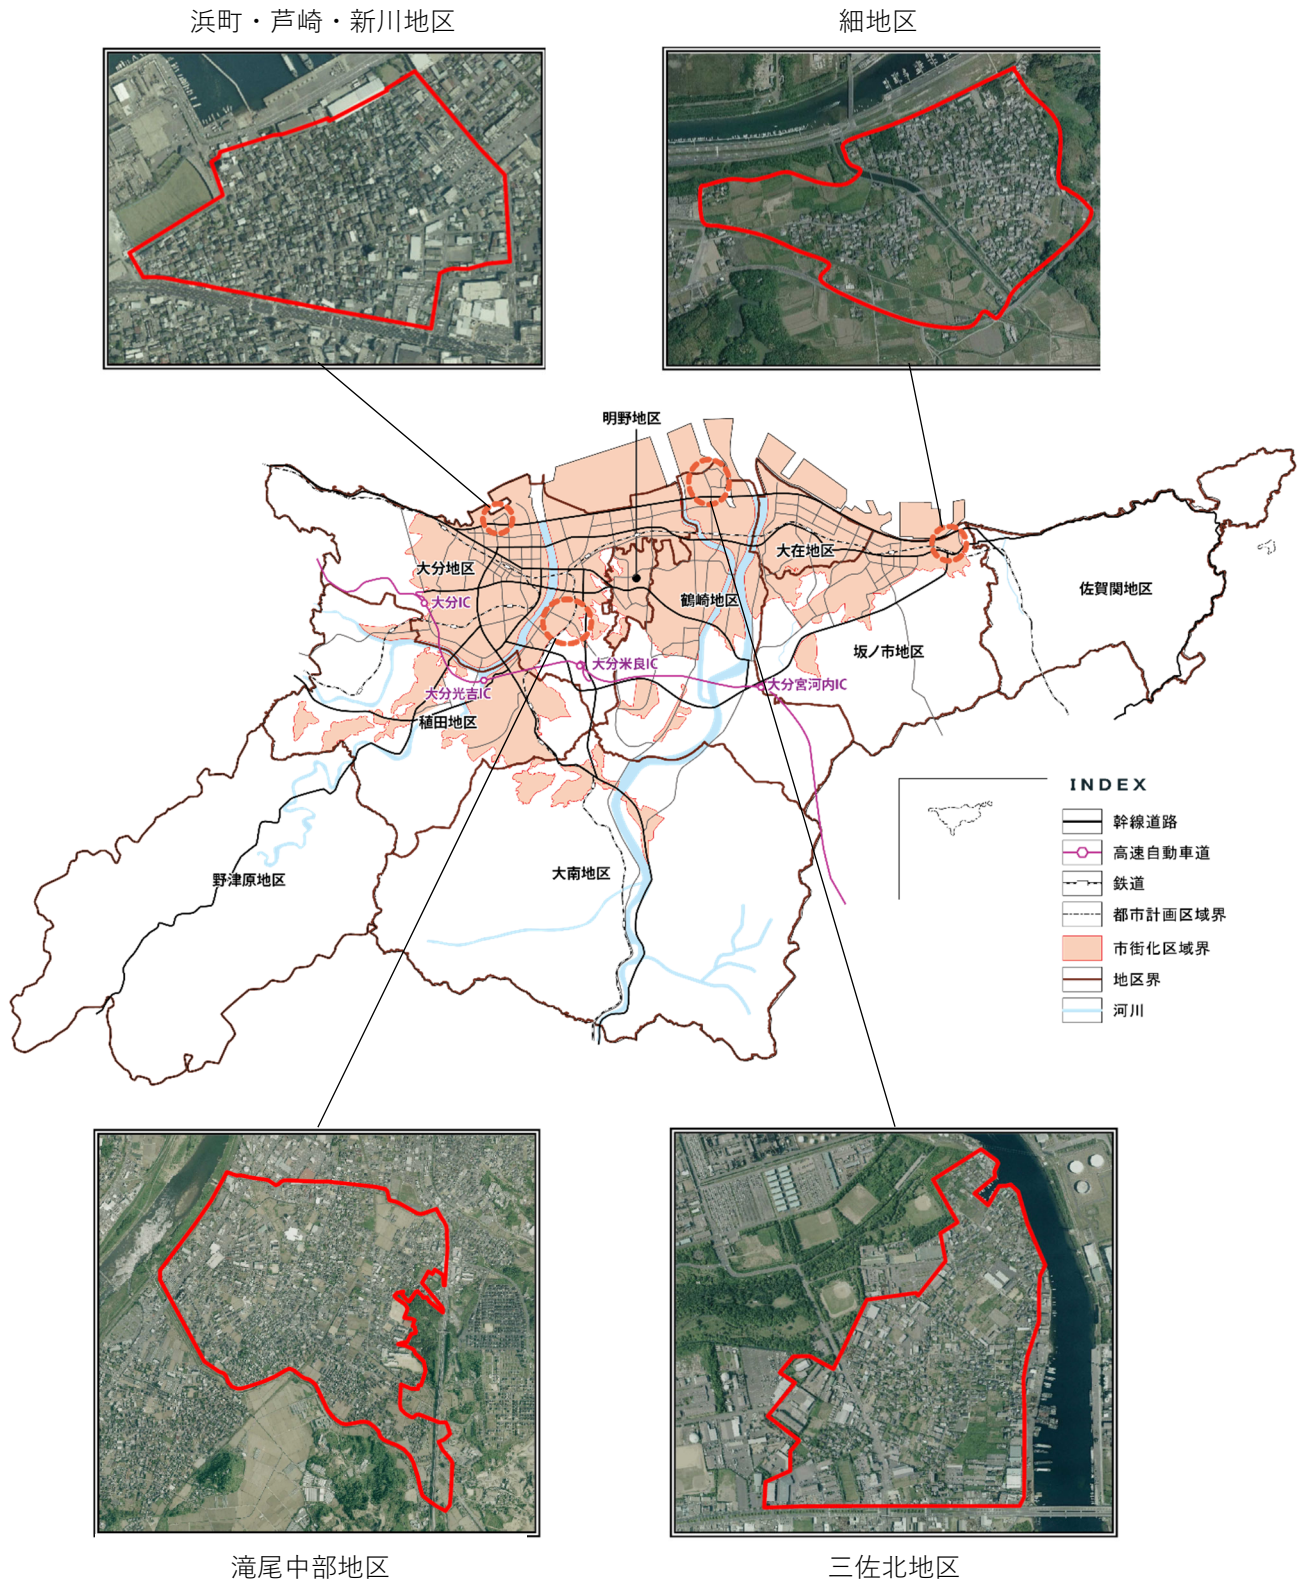 浜町・芦崎・新川地区
細地区
明野地区
大分地区
大在地区
大分IC
鶴崎地区
佐賀関地区
坂ノ市地区
大分米良IC
大分光吉IC
大分宮河内IC
稙田地区
野津原地区
大南地区
INDEX
幹線道路
高速自動車道
鉄道
都市計画区域界
市街化区域界
地区界
河川
滝尾中部地区
三佐北地区